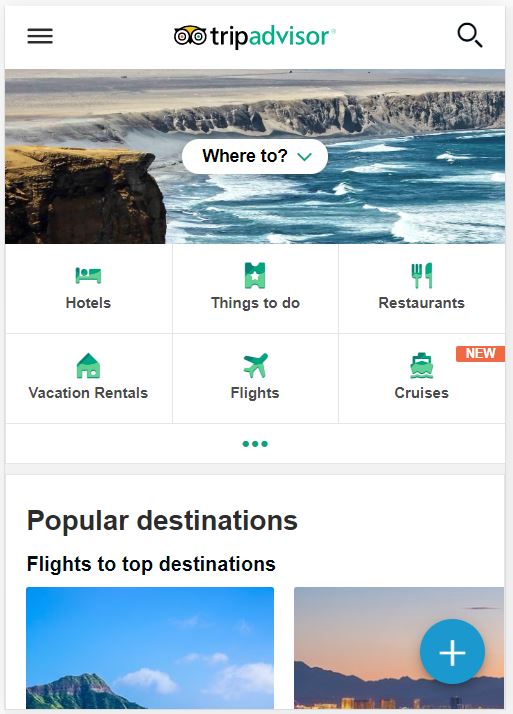 tripadvisor®
Where to?
Hotels
Things to do
Restaurants
NEW
Vacation Rentals
Flights
Cruises
Popular destinations
Flights to top destinations